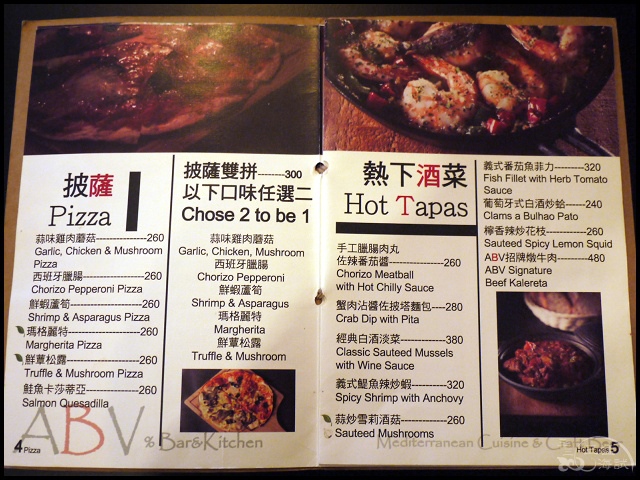 披薩
Pizza
蒜味雞肉蘑菇----------------260
Garlic, Chicken & Mushroom
Pizza
西班牙臘腸----------------260
Chorizo Pepperoni Pizza
鮮蝦蘆筍------------------260
Shrimp & Asparagus Pizza
瑪格麗特-----------------260
Margherita Pizza
鮮蕈松露-----------------260
Truffle & Mushroom Pizza
鮭魚卡莎蒂亞------------260
Salmon Quesadilla
披薩雙拼--------300
以下口味任選二
Chose 2 to be 1
蒜味雞肉蘑菇
Garlic, Chicken, Mushroom
西班牙臘腸
Chorizo Pepperoni
鮮蝦蘆筍
Shrimp & Asparagus
瑪格麗特
Margherita
鮮蕈松露
Truffle & Mushroom
ABV
% Bar&Kitchen
4 Pizza
熱下酒菜
Hot Tapas
手工臘腸肉丸
佐辣番茄醬--------------260
Chorizo Meatball
with Hot Chilly Sauce
蟹肉沾醬佐披塔麵包----280
Crab Dip with Pita
經典白酒淡菜------------380
Classic Sauteed Mussels
with Wine Sauce
義式鯷魚辣炒蝦---------320
Spicy Shrimp with Anchovy
蒜炒雪莉酒菇------------260
Sauteed Mushrooms
義式番茄魚菲力---------320
Fish Fillet with Herb Tomato
Sauce
葡萄牙式白酒炒蛤------240
Clams a Bulhao Pato
檸香辣炒花枝------------260
Sauteed Spicy Lemon Squid
ABV招牌燉牛肉---------480
ABV Signature
Beef Kalereta
Mediterranean Cuisine & Craft Beer
Hot Tapas 5